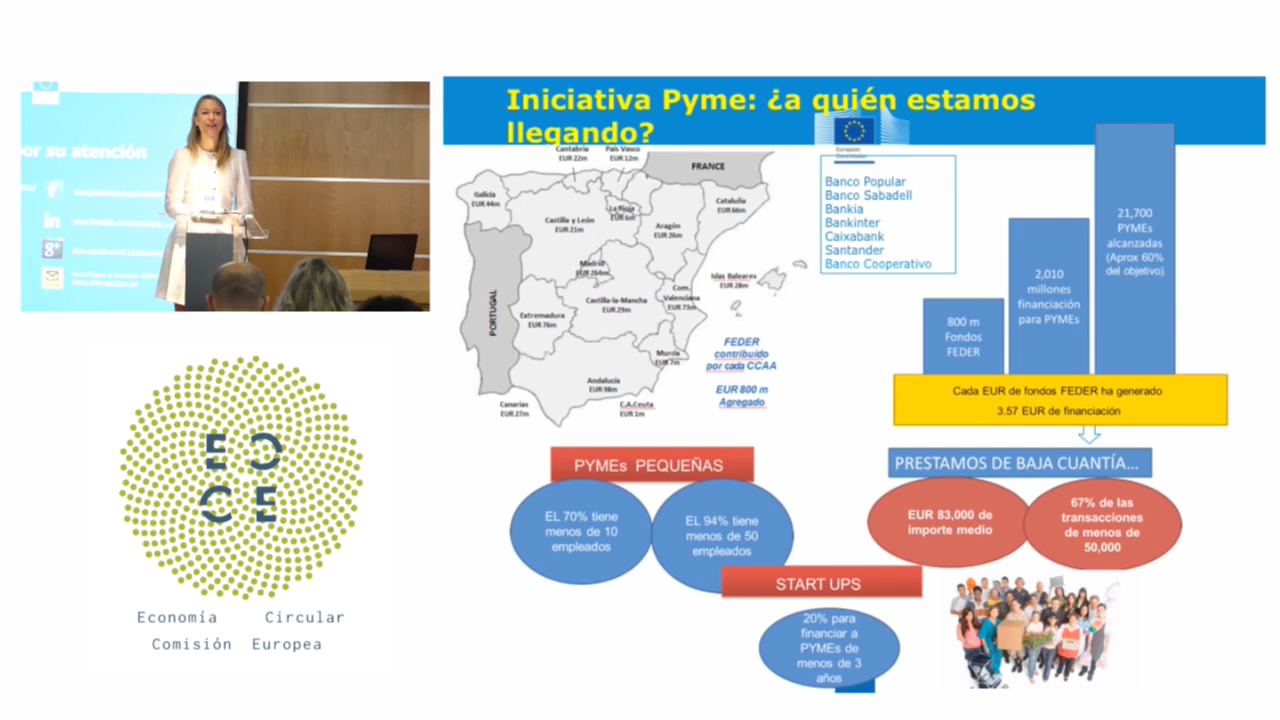 Iniciativa Pyme: ¿a quién estamos
llegando?
or su atención
in
g+
European
Commission
Cantabria
EUR 22m
País Vasco
EUR 12m
FRANCE
Galicia
EUR 44m
La Rioja
Castilla y León
EUR 21m
Aragón
EUR 26m
Cataluña
EUR 66m
Madrid
EUR 264m
Islas Baleares
EUR 28m
Com.
Valenciana
EUR 73m
Castilla-la-Mancha
EUR 29m
PORTUGAL
Extremadura
EUR 76m
Murcia
EUR 7m
Andalucía
EUR 98m
Canarias
EUR 27m
C.A.Ceuta
EUR 1m
FEDER
contribuido
por cada CCAA
EUR 800 m
Agregado
Banco Popular
Banco Sabadell
Bankia
Bankinter
Caixabank
Santander
Banco Cooperativo
800 m
Fondos
FEDER
2,010
millones
financiación
para PYMEs
21,700
PYMEs
alcanzadas
(Aprox 60%
del objetivo)
Cada EUR de fondos FEDER ha generado
3.57 EUR de financiación
PYMEs PEQUEÑAS
EL 70% tiene
menos de 10
empleados
EL 94% tiene
menos de 50
empleados
PRESTAMOS DE BAJA CUANTÍA...
EUR 83,000 de
importe medio
67% de las
transacciones
de menos de
50,000
START UPS
20% para
financiar a
PYMEs de
menos de 3
años
EC
CE
Economía Circular
Comisión Europea